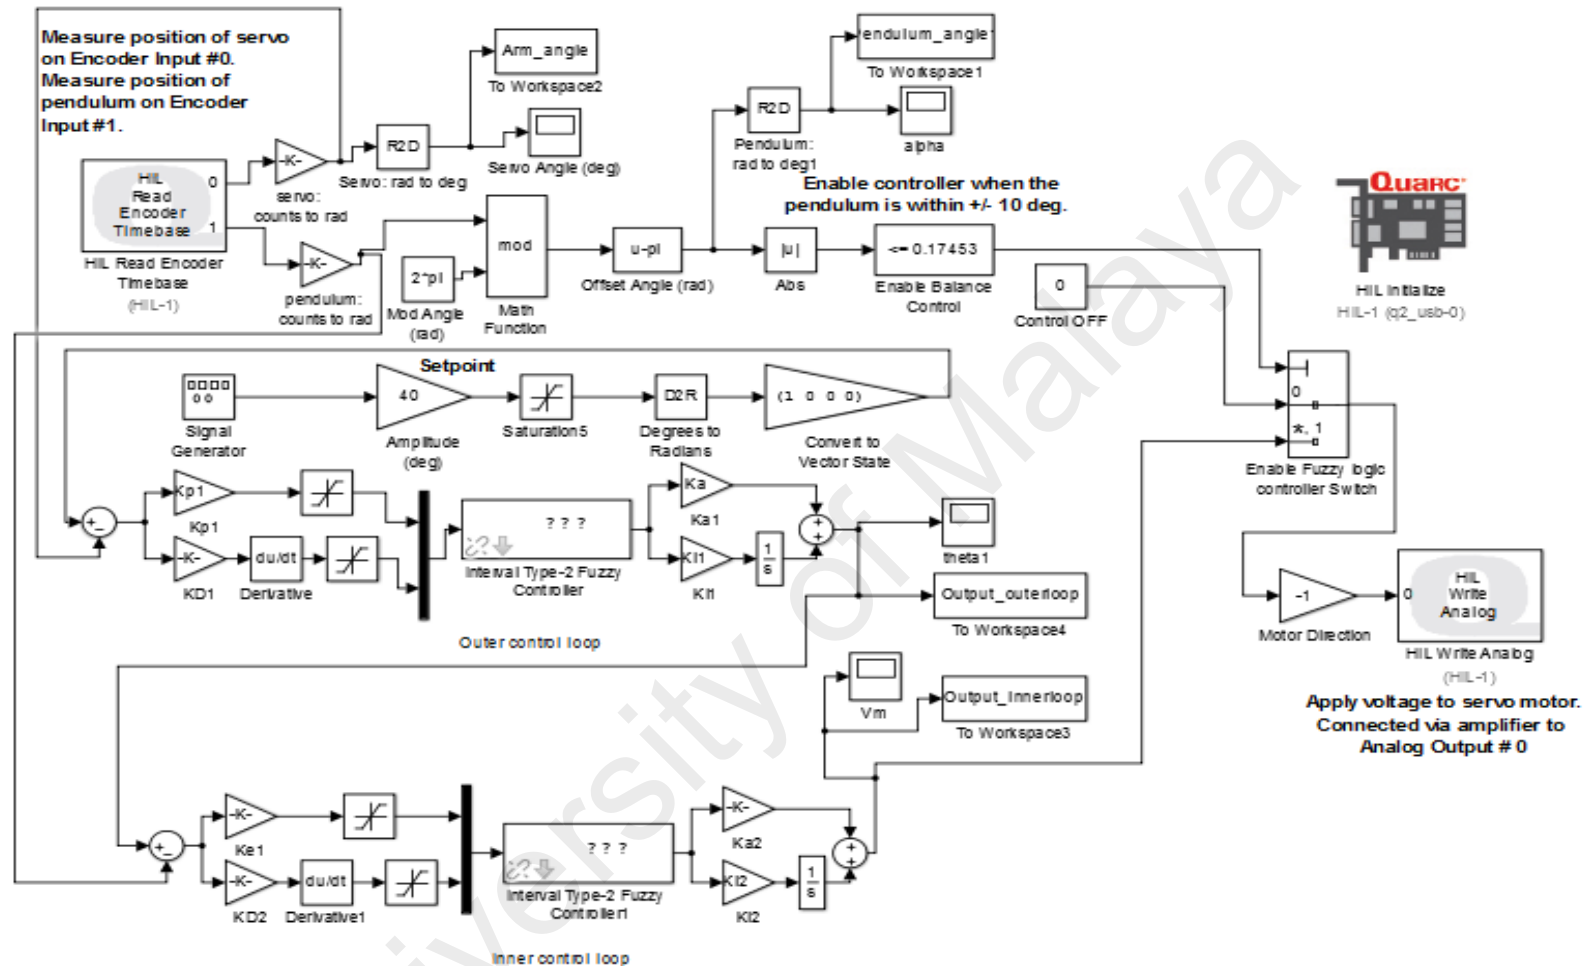 Measure position of servo
on Encoder Input #0.
Measure position of
pendulum on Encoder
Input #1.
Arm_angle
To Workspace2
Pendulum_angle
To Workspace1
-K-
servo:
counts to rad
R2D
Servo: rad to deg
Servo Angle (deg)
R2D
Pendulum:
rad to deg1
alpha
HIL
Read
Encoder
Timebase
0
1
HIL Read Encoder
Timebase
(HIL-1)
-K-
pendulum:
counts to rad
2*pi
Mod Angle
(rad)
mod
Math
Function
u-pi
Offset Angle (rad)
Enable controller when the
pendulum is within +/- 10 deg.
|u|
Abs
<= 0.17453
Enable Balance
Control
0
Control OFF
QUARC
HIL Initialize
HIL-1 (q2_usb-0)
Setpoint
Signal
Generator
40
Amplitude
(deg)
Saturation5
D2R
Degrees to
Radians
(1 0 0 0)
Convert to
Vector State
0
*, 1
Enable Fuzzy logic
controller Switch
+
-
Kp1
Kp1
-K-
KD1
du/dt
Derivative
? ? ?
Interval Type-2 Fuzzy
Controller
Ka
Ka1
KI1
KI1
1
s
+
+
theta1
Output_outerloop
To Workspace4
Outer control loop
-1
Motor Direction
0
HIL
Write
Analog
HIL Write Analog
(HIL-1)
Apply voltage to servo motor.
Connected via amplifier to
Analog Output # 0
Vm
Output_innerloop
To Workspace3
+
-
-K-
Ke1
-K-
KD2
du/dt
Derivative1
? ? ?
Interval Type-2 Fuzzy
Controller1
-K-
Ka2
KI2
KI2
1
s
+
+
Inner control loop
University of Malaya